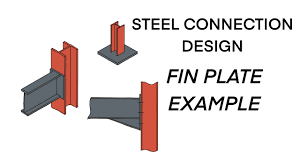 STEEL CONNECTION
DESIGN
FIN PLATE
EXAMPLE